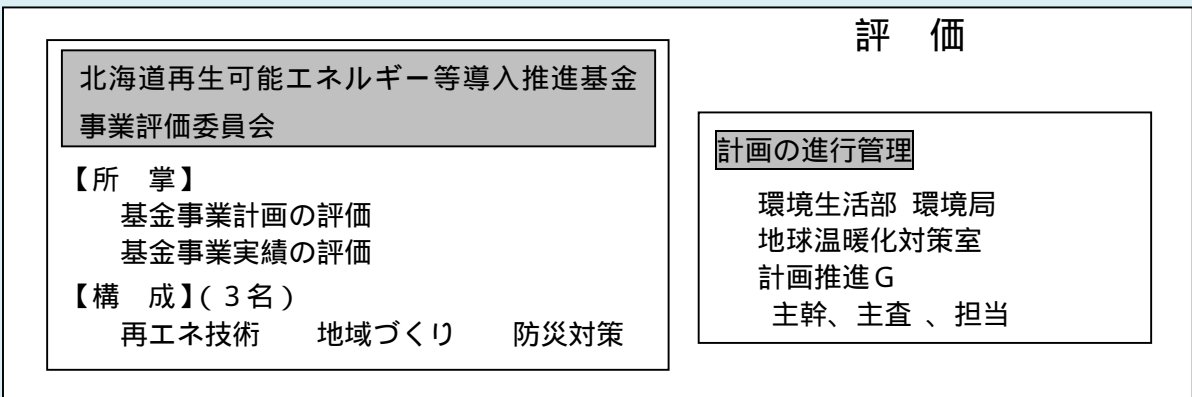 評　価
北海道再生可能エネルギー等導入推進基金
事業評価委員会
【所　掌】
基金事業計画の評価
基金事業実績の評価
【構　成】（３名）
再エネ技術　　地域づくり　　防災対策
計画の進行管理
環境生活部 環境局
地球温暖化対策室
計画推進Ｇ
主幹、主査 、担当